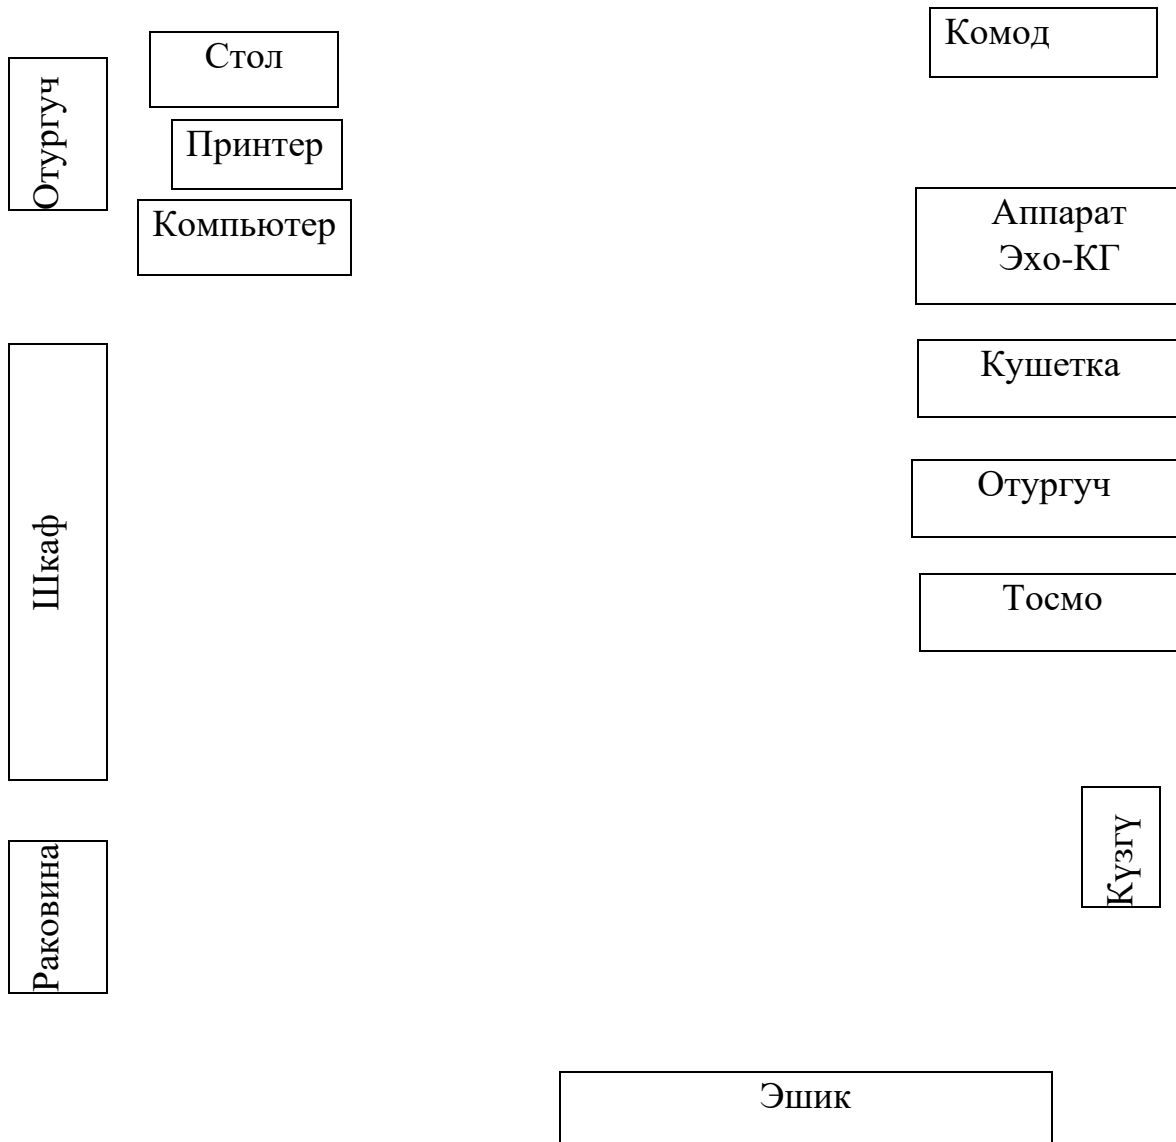 Стол
Комод
Отургуч
Принтер
Компьютер
Аппарат
Эхо-КГ
Кушетка
Отургуч
Шкаф
Тосмо
Күзгү
Раковина
Эшик